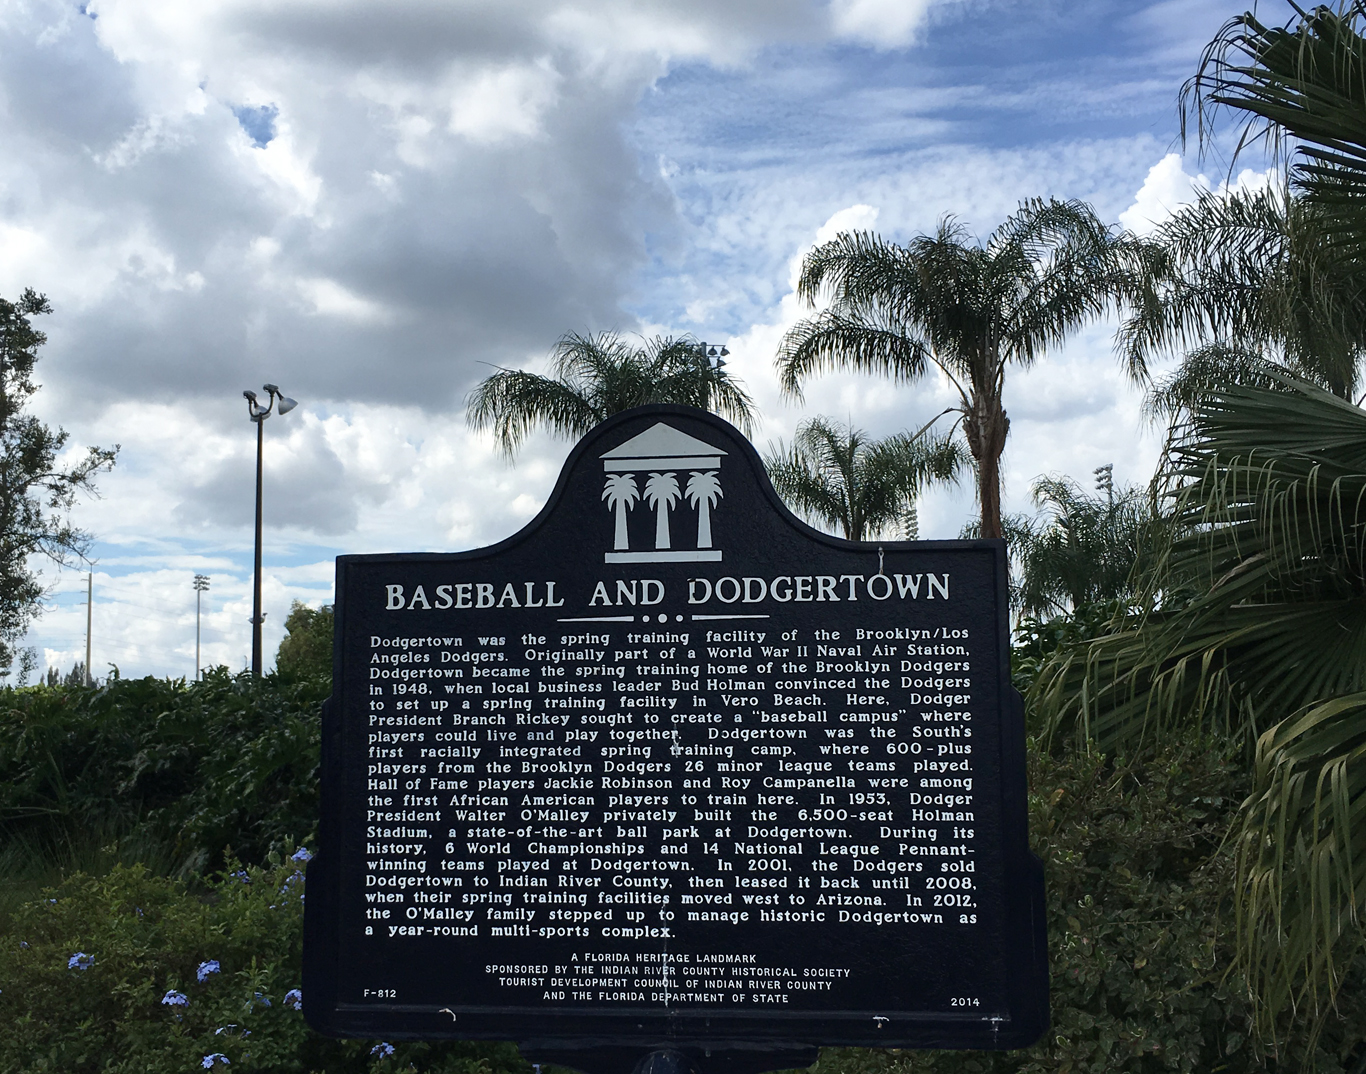 BASEBALL AND DODGERTOWN
Dodgertown was the spring training facility of the Brooklyn/Los
Angeles Dodgers. Originally part of a World War II Naval Air Station,
Dodgertown became the spring training home of the Brooklyn Dodgers
in 1948, when local business leader Bud Holman convinced the Dodgers
to set up a spring training facility in Vero Beach. Here, Dodger
President Branch Rickey sought to create a "baseball campus" where
players could live and play together. Dodgertown was the South's
first racially integrated spring training camp, where 600-plus
players from the Brooklyn Dodgers 26 minor league teams played.
Hall of Fame players Jackie Robinson and Roy Campanella were among
the first African American players to train here. In 1953, Dodger
President Walter O'Malley privately built the 6,500-seat Holman
Stadium, a state-of-the-art ball park at Dodgertown. During its
history, 6 World Championships and 14 National League Pennant-
winning teams played at Dodgertown. In 2001, the Dodgers sold
Dodgertown to Indian River County, then leased it back until 2008,
when their spring training facilities moved west to Arizona. In 2012,
the O'Malley family stepped up to manage historic Dodgertown as
a year-round multi-sports complex.
A FLORIDA HERITAGE LANDMARK
SPONSORED BY THE INDIAN RIVER COUNTY HISTORICAL SOCIETY
TOURIST DEVELOPMENT COUNCIL OF INDIAN RIVER COUNTY
AND THE FLORIDA DEPARTMENT OF STATE
F-812
2014